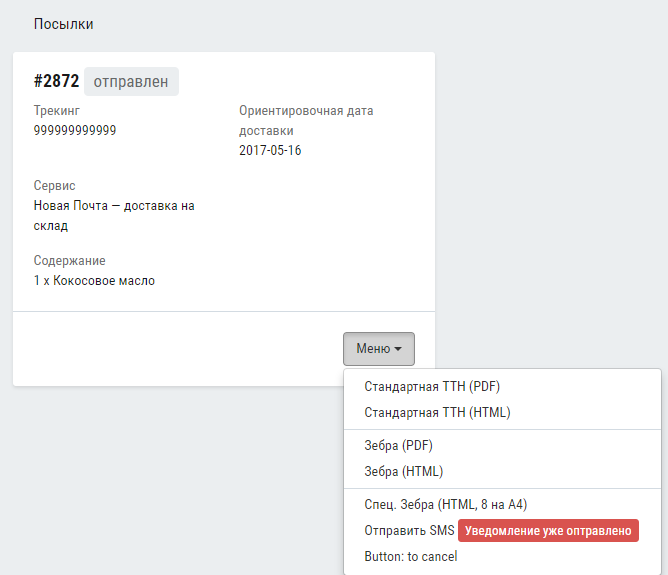 Посылки
#2872 отправлен
Трекинг
999999999999
Ориентировочная дата
доставки
2017-05-16
Сервис
Новая Почта — доставка на
склад
Содержание
1 x Кокосовое масло
Меню
Стандартная ТТН (PDF)
Стандартная ТТН (HTML)
Зебра (PDF)
Зебра (HTML)
Спец. Зебра (HTML, 8 на А4)
Отправить SMS Уведомление уже оптравлено
Button: to cancel